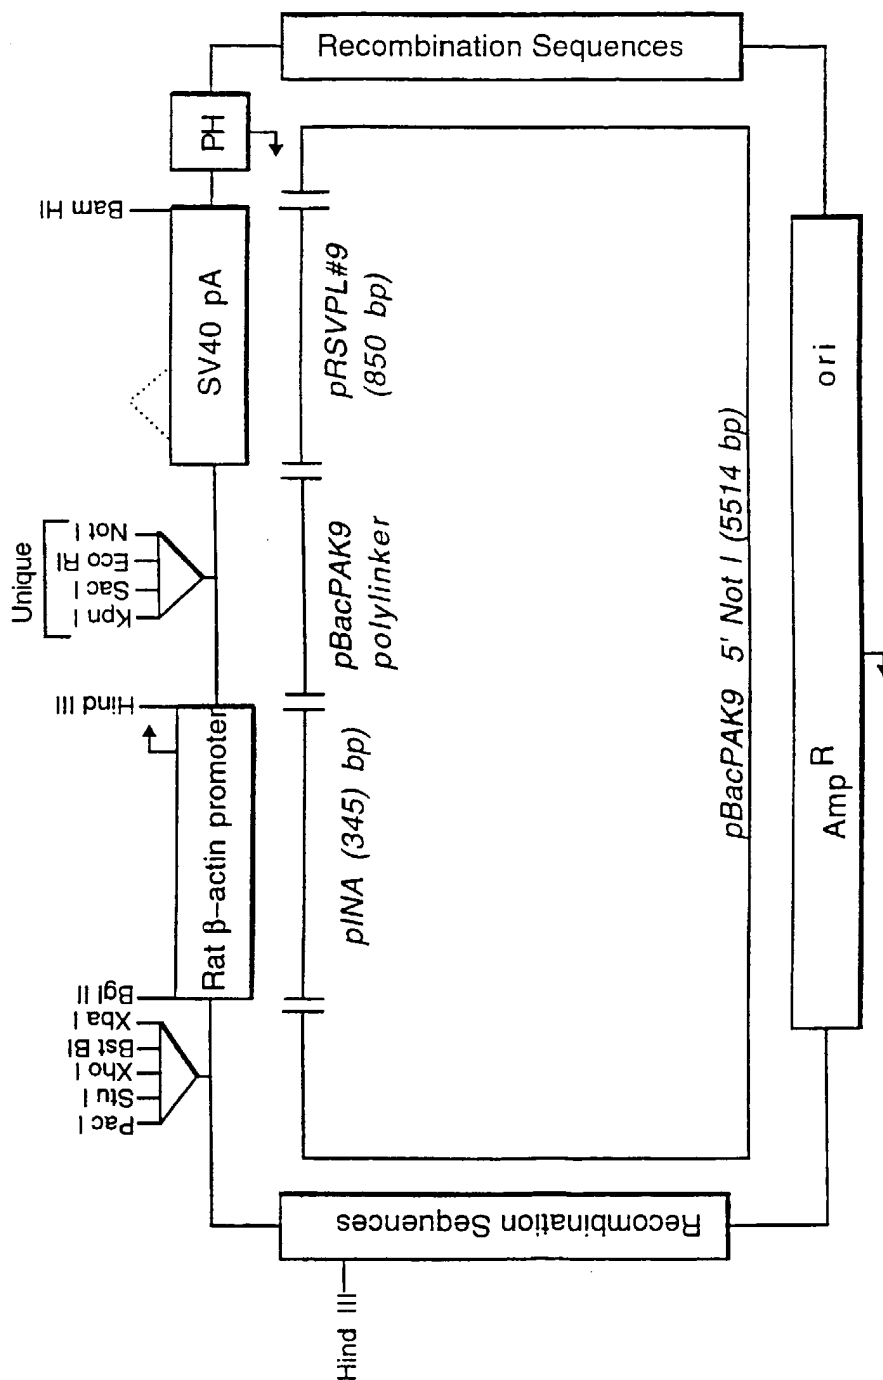 Recombination Sequences
PH
Bam HI
SV40 pA
pRSVPL#9
(850 bp)
Unique
Not I
Eco RI
Sac I
Kpn I
pBacPAK9
polylinker
Hind III
Rat β-actin promoter
pINA (345) bp)
Bgl II
Xba I
Bst BI
Xho I
Stu I
Pac I
pBacPAK9 5' Not I (5514 bp)
ori
Amp R
Recombination Sequences
Hind III